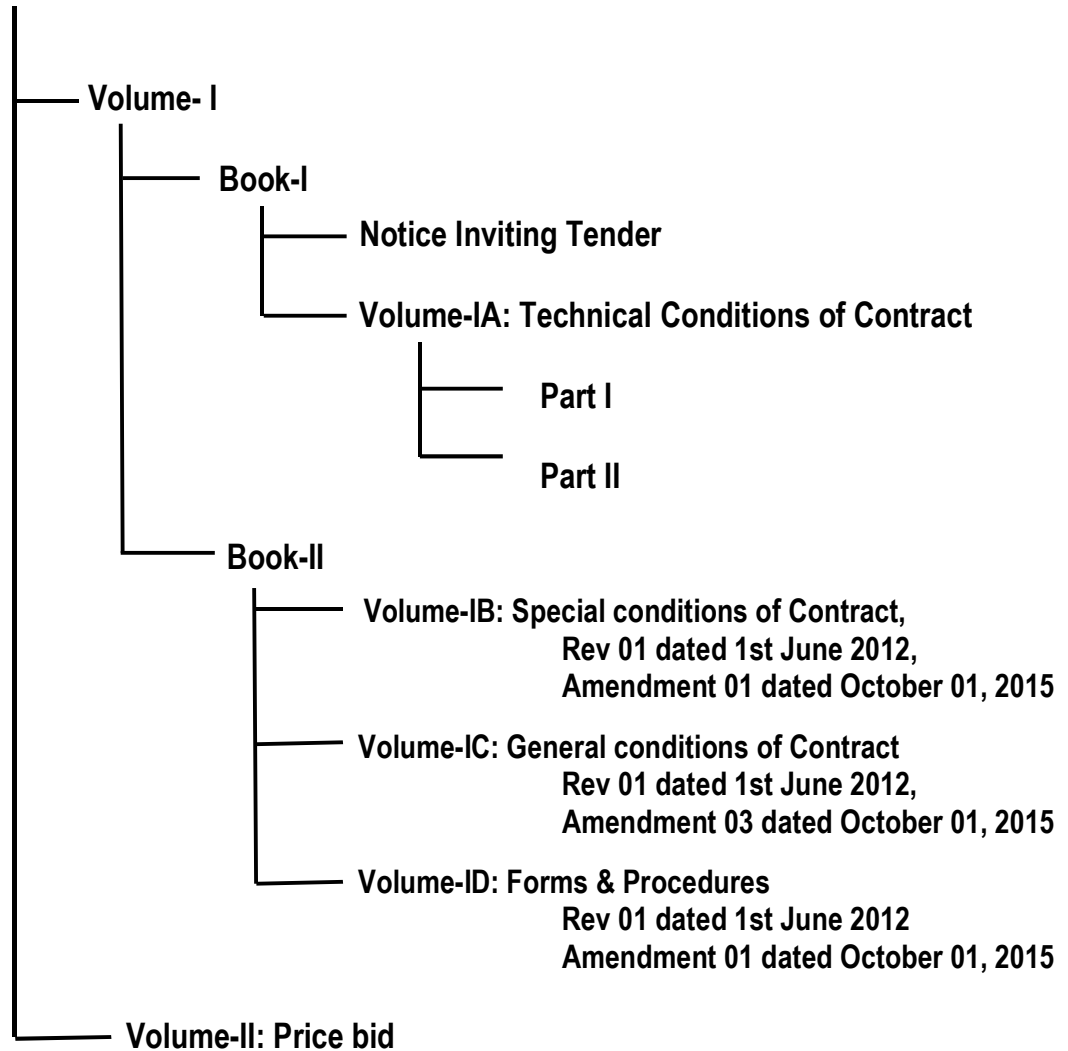 Volume- I
Book-I
Notice Inviting Tender
Volume-IA: Technical Conditions of Contract
Part I
Part II
Book-II
Volume-IB: Special conditions of Contract,
Rev 01 dated 1st June 2012,
Amendment 01 dated October 01, 2015
Volume-IC: General conditions of Contract
Rev 01 dated 1st June 2012,
Amendment 03 dated October 01, 2015
Volume-ID: Forms & Procedures
Rev 01 dated 1st June 2012
Amendment 01 dated October 01, 2015
Volume-II: Price bid